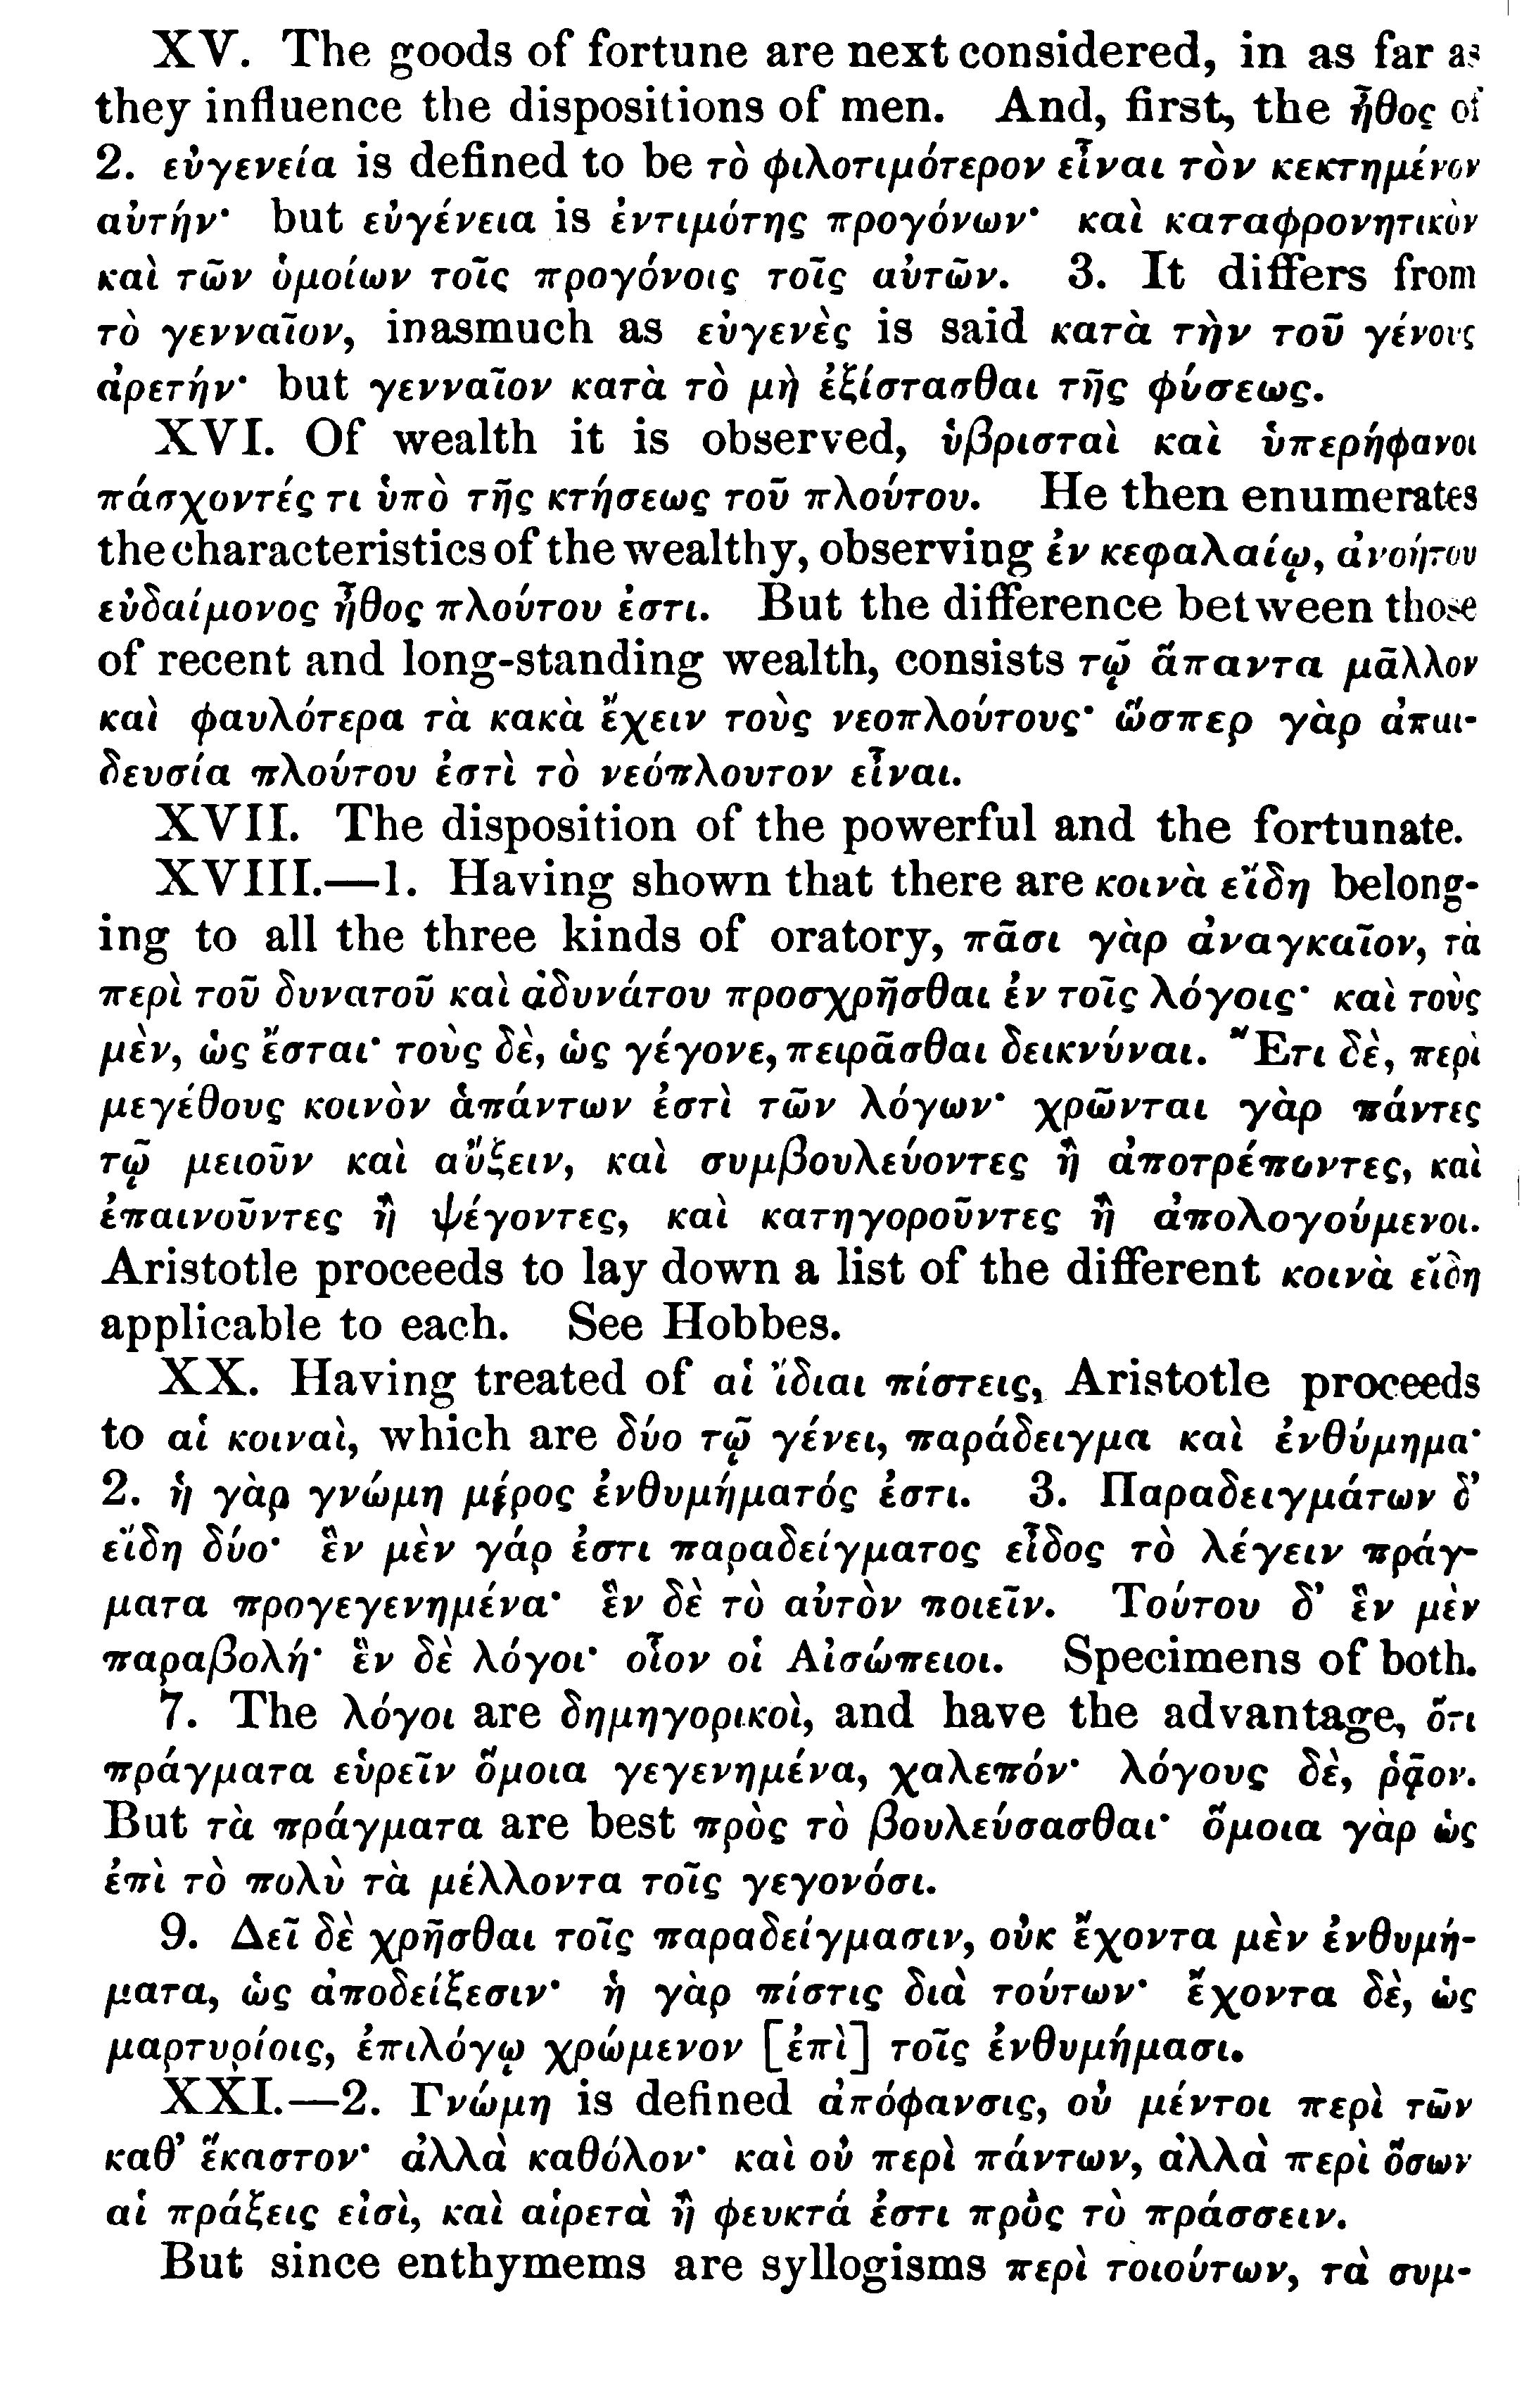 XV. The goods of fortune are next considered, in as far as
they influence the dispositions of men. And, first, the ἦθος of
2. εὐγενεία is defined to be τὸ φιλοτιμότερον εἶναι τὸν κεκτημένον
αὐτήν· but εὐγένεια is ἐντιμότης προγόνων· καὶ καταφρονητικὸν
καὶ τῶν ὁμοίων τοῖς προγόνοις τοῖς αὑτῶν. 3. It differs from
τὸ γενναῖον, inasmuch as εὐγενὲς is said κατὰ τὴν τοῦ γένους
ἀρετήν· but γενναῖον κατὰ τὸ μὴ ἐξίστασθαι τῆς φύσεως.
XVI. Of wealth it is observed, ὑβρισταὶ καὶ ὑπερήφανοι
πάσχοντές τι ὑπὸ τῆς κτήσεως τοῦ πλούτου. He then enumerates
the characteristics of the wealthy, observing ἐν κεφαλαίῳ, ἀνοήτου
εὐδαίμονος ἦθος πλούτου ἐστι. But the difference between those
of recent and long-standing wealth, consists τῷ ἅπαντα μᾶλλον
καὶ φαυλότερα τὰ κακὰ ἔχειν τοὺς νεοπλούτους· ὥσπερ γὰρ ἀπαι-
δευσία πλούτου ἐστὶ τὸ νεόπλουτον εἶναι.
XVII. The disposition of the powerful and the fortunate.
XVIII.—1. Having shown that there are κοινὰ εἴδη belong-
ing to all the three kinds of oratory, πᾶσι γὰρ ἀναγκαῖον, τὰ
περὶ τοῦ δυνατοῦ καὶ ἀδυνάτου προσχρῆσθαι ἐν τοῖς λόγοις· καὶ τοὺς
μὲν, ὡς ἔσται· τοὺς δὲ, ὡς γέγονε, πειρᾶσθαι δεικνύναι. Ἔτι δὲ, περὶ
μεγέθους κοινὸν ἁπάντων ἐστὶ τῶν λόγων· χρῶνται γὰρ πάντες
τῷ μειοῦν καὶ αὔξειν, καὶ συμβουλεύοντες ἢ ἀποτρέποντες, καὶ
ἐπαινοῦντες ἢ ψέγοντες, καὶ κατηγοροῦντες ἢ ἀπολογούμενοι.
Aristotle proceeds to lay down a list of the different κοινὰ εἴδη
applicable to each. See Hobbes.
XX. Having treated of αἱ ἴδιαι πίστεις, Aristotle proceeds
to αἱ κοιναὶ, which are δύο τῷ γένει, παράδειγμα καὶ ἐνθύμημα·
2. ἡ γὰρ γνώμη μέρος ἐνθυμήματός ἐστι. 3. Παραδειγμάτων δ’
εἴδη δύο· ἓν μὲν γάρ ἐστι παραδείγματος εἶδος τὸ λέγειν πράγ-
ματα προγεγενημένα· ἓν δὲ τὸ αὐτὸν ποιεῖν. Τούτου δ’ ἓν μὲν
παραβολή· ἓν δὲ λόγοι· οἷον οἱ Αἰσώπειοι. Specimens of both.
7. The λόγοι are δημηγορικοὶ, and have the advantage, ὅτι
πράγματα εὑρεῖν ὅμοια γεγενημένα, χαλεπόν· λόγους δὲ, ῥᾷον.
But τὰ πράγματα are best πρὸς τὸ βουλεύσασθαι· ὅμοια γὰρ ὡς
ἐπὶ τὸ πολὺ τὰ μέλλοντα τοῖς γεγονόσι.
9. Δεῖ δὲ χρῆσθαι τοῖς παραδείγμασιν, οὐκ ἔχοντα μὲν ἐνθυμή-
ματα, ὡς ἀποδείξεσιν· ἡ γὰρ πίστις διὰ τούτων· ἔχοντα δὲ, ὡς
μαρτυρίοις, ἐπιλόγῳ χρώμενον [ἐπὶ] τοῖς ἐνθυμήμασι.
XXI.—2. Γνώμη is defined ἀπόφανσις, οὐ μέντοι περὶ τῶν
καθ’ ἕκαστον· ἀλλὰ καθόλον· καὶ οὐ περὶ πάντων, ἀλλὰ περὶ ὅσων
αἱ πράξεις εἰσὶ, καὶ αἱρετὰ ἢ φευκτά ἐστι πρὸς τὸ πράσσειν.
But since enthymems are syllogisms περὶ τοιούτων, τὰ συμ-